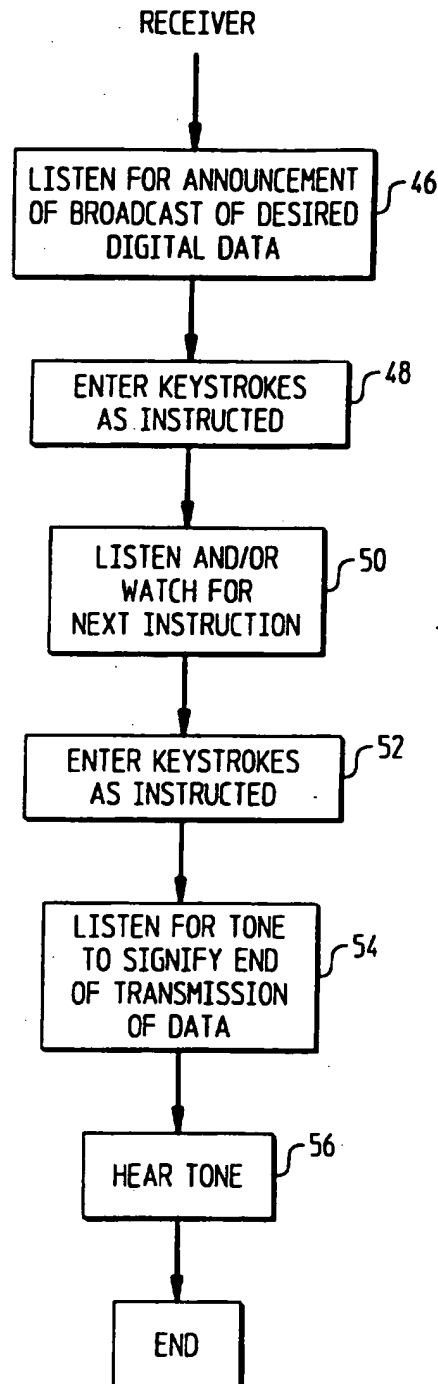 RECEIVER
LISTEN FOR ANNOUNCEMENT
OF BROADCAST OF DESIRED
DIGITAL DATA
46
ENTER KEYSTROKES
AS INSTRUCTED
48
LISTEN AND/OR
WATCH FOR
NEXT INSTRUCTION
50
ENTER KEYSTROKES
AS INSTRUCTED
52
LISTEN FOR TONE
TO SIGNIFY END
OF TRANSMISSION
OF DATA
54
HEAR TONE
56
END